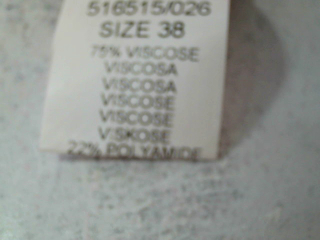 516515/026
SIZE 38
75% VISCOSE
VISCOSA
VISCOSA
VISCOSE
VISCOSE
VISKOSE
22% POLYAMIDE